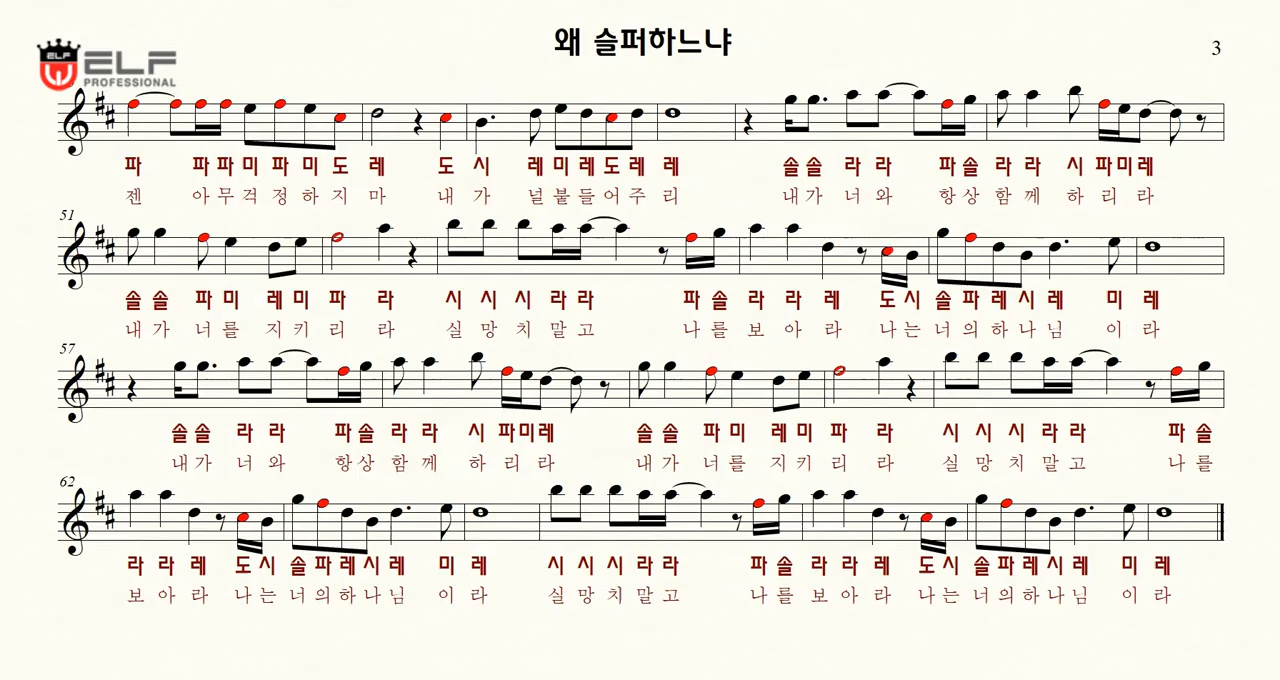 왜 슬퍼하느냐
3
ELF
ELF
PROFESSIONAL
파 파파미파미도레 도시 레미레도레레 솔솔 라라 파솔라라 시 파미레
젠 아무걱정하지마 내가 널붙들어주리 내가 너와 항상함께 하리라
51
솔솔 파미 레미 파 라 시시시라라 파솔라라레 도시솔파레시레 미레
내가 너를 지키리라 실망치말고 나를보아라 나는너의하나님 이라
57
솔솔 라라 파솔라라 시 파미레 솔솔 파미 레미 파 라 시시시라라 파솔
내가 너와 항상함께 하리라 내가 너를 지키리라 실망치말고 나를
62
라라레 도시 솔파레시레 미레 시시시라라 파솔라라레 도시솔파레시레 미레
보아라 나는너의하나님 이라 실망치말고 나를보아라 나는너의하나님 이라